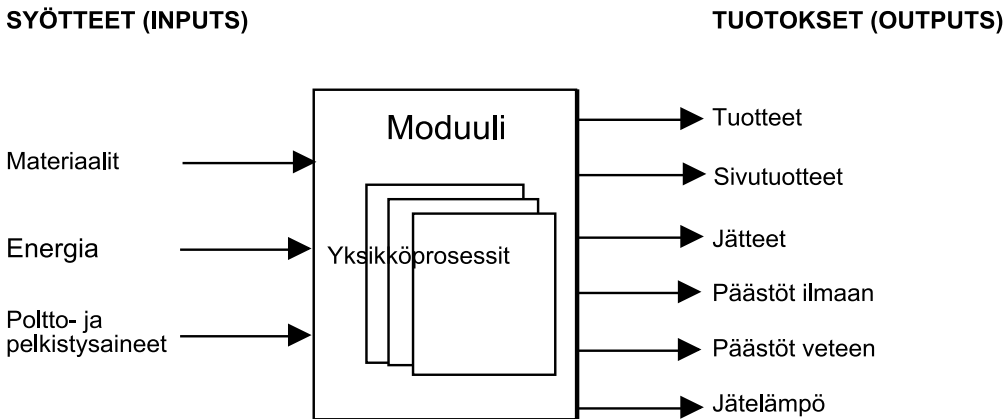 SYÖTTEET (INPUTS)
TUOTOKSET (OUTPUTS)
Moduuli
Yksikköprosessit
Materiaalit
Energia
Poltto- ja
pelkistysaineet
Tuotteet
Sivutuotteet
Jätteet
Päästöt ilmaan
Päästöt veteen
Jätelämpö